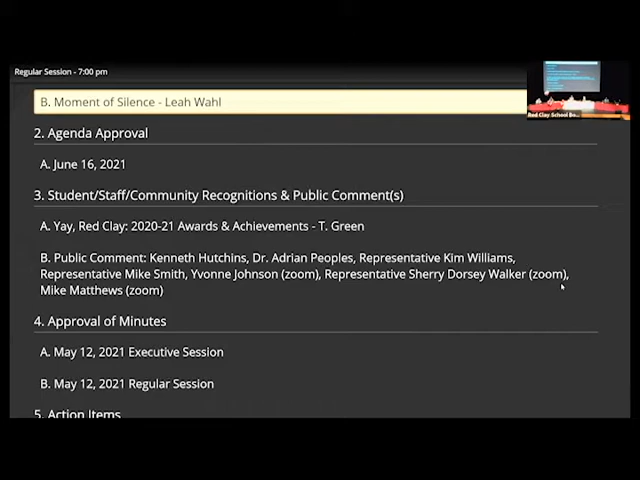 Regular Session - 7:00 pm
B. Moment of Silence - Leah Wahl
Red Clay School Bo...
2. Agenda Approval
A. June 16, 2021
3. Student/Staff/Community Recognitions & Public Comment(s)
A. Yay, Red Clay: 2020-21 Awards & Achievements - T. Green
B. Public Comment: Kenneth Hutchins, Dr. Adrian Peoples, Representative Kim Williams,
Representative Mike Smith, Yvonne Johnson (zoom), Representative Sherry Dorsey Walker (zoom),
Mike Matthews (zoom)
4. Approval of Minutes
A. May 12, 2021 Executive Session
B. May 12, 2021 Regular Session
5. Action Items